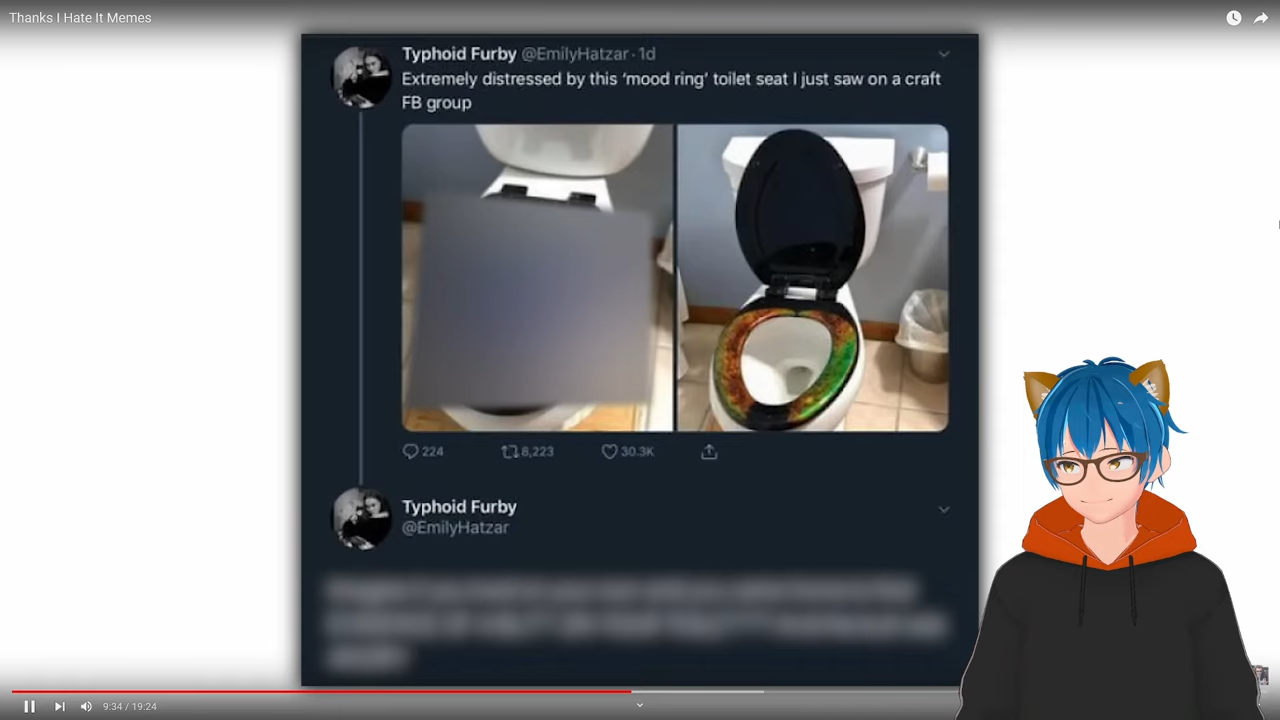 Thanks I Hate It Memes
Typhoid Furby @EmilyHatzar · 1d
Extremely distressed by this ‘mood ring’ toilet seat I just saw on a craft
FB group
224 8,223 30.3K
Typhoid Furby
@EmilyHatzar
9:34 / 19:24